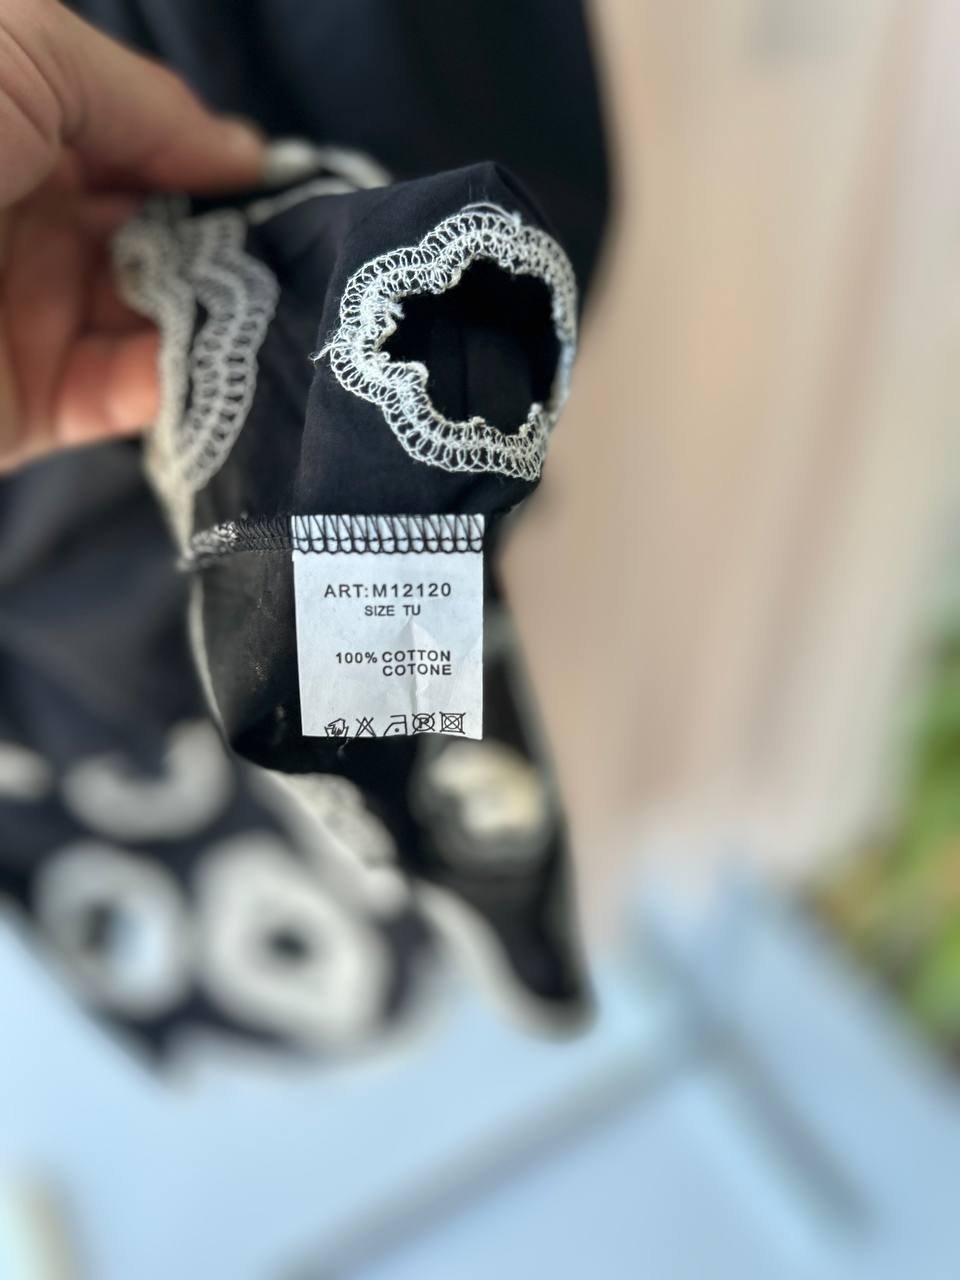 ART:M12120
SIZE TU
100% COTTON
COTONE